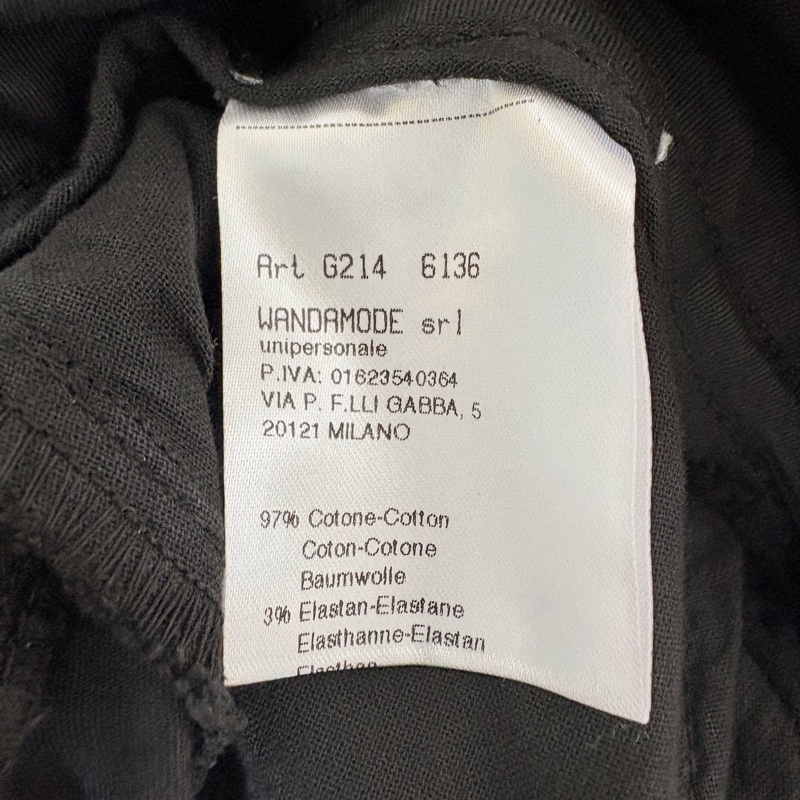 Art G214 6136
WANDAMODE srl
unipersonale
P.IVA: 01623540364
VIA P. F.LLI GABBA, 5
20121 MILANO
97% Cotone-Cotton
Coton-Cotone
Baumwolle
3% Elastan-Elastane
Elasthanne-Elastan
Elasthan